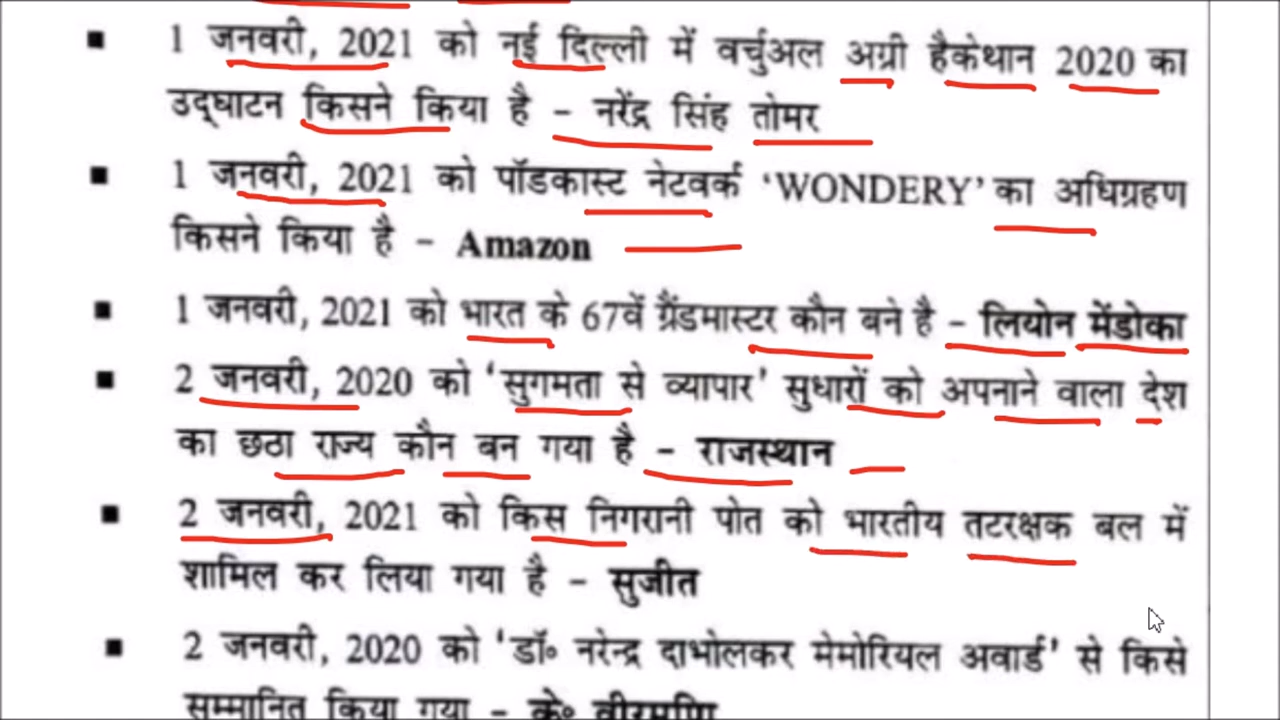 1 जनवरी, 2021 को नई दिल्ली में वर्चुअल अग्री हैकेथान 2020 का
उद्घाटन किसने किया है – नरेंद्र सिंह तोमर
1 जनवरी, 2021 को पॉडकास्ट नेटवर्क ‘WONDERY’ का अधिग्रहण
किसने किया है – Amazon
1 जनवरी, 2021 को भारत के 67वें ग्रैंडमास्टर कौन बने है – लियोन मेंडोका
2 जनवरी, 2020 को ‘सुगमता से व्यापार’ सुधारों को अपनाने वाला देश
का छठा राज्य कौन बन गया है – राजस्थान
2 जनवरी, 2021 को किस निगरानी पोत को भारतीय तटरक्षक बल में
शामिल कर लिया गया है – सुजीत
2 जनवरी, 2020 को ‘डॉ॰ नरेन्द्र दाभोलकर मेमोरियल अवार्ड’ से किसे
सम्मानित किया गया – के॰ वीरमणि